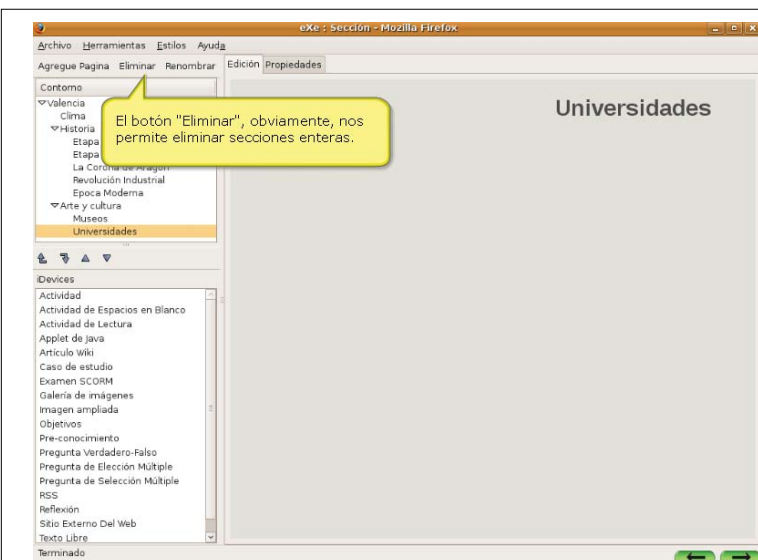 eXe : Sección - Mozilla Firefox
Archivo Herramientas Estilos Ayuda
Agregue Pagina Eliminar Renombrar
Edición Propiedades
Contorno
Valencia
Clima
Historia
Etapa
Etapa
La Corona de Aragón
Revolución Industrial
Epoca Moderna
Arte y cultura
Museos
Universidades
El botón "Eliminar", obviamente, nos
permite eliminar secciones enteras.
Universidades
iDevices
Actividad
Actividad de Espacios en Blanco
Actividad de Lectura
Applet de Java
Artículo Wiki
Caso de estudio
Examen SCORM
Galería de imágenes
Imagen ampliada
Objetivos
Pre-conocimiento
Pregunta Verdadero-Falso
Pregunta de Elección Múltiple
Pregunta de Selección Múltiple
RSS
Reflexión
Sitio Externo Del Web
Texto Libre
Terminado